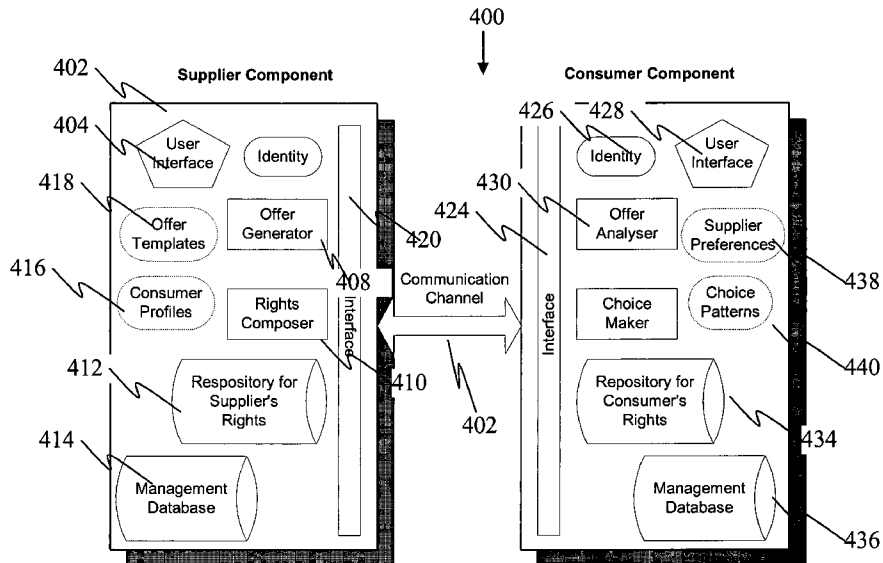 400
402
Supplier Component
Consumer Component
404
User
Interface
Identity
426
428
Identity
User
Interface
418
Offer
Templates
Offer
Generator
420
424
430
Offer
Analyser
Supplier
Preferences
438
416
Consumer
Profiles
408
Rights
Composer
Interface
Communication
Channel
Interface
Choice
Maker
Choice
Patterns
440
412
410
402
Respository for
Supplier's
Rights
Repository for
Consumer's
Rights
434
414
Management
Database
Management
Database
436